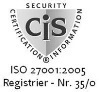 SECURITY
CERTIFICATION
CiS
INFORMATION
ISO 27001:2005
Registrier - Nr. 35/0